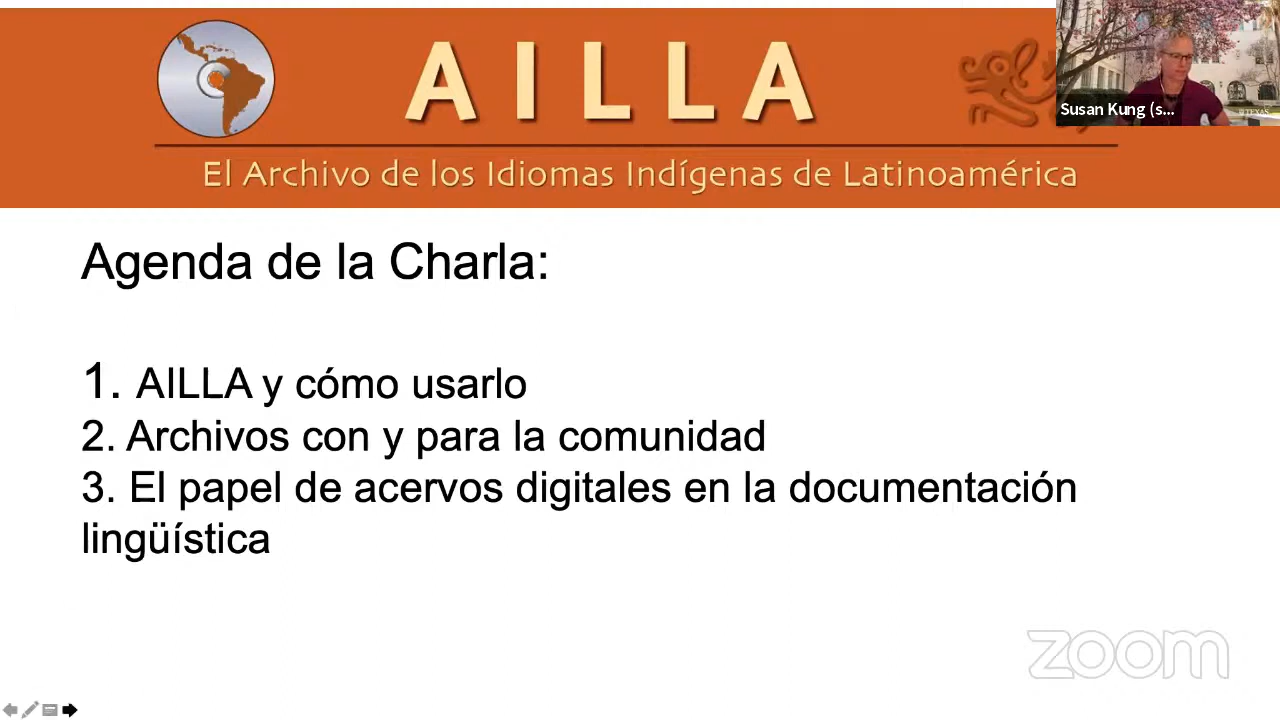 AILLA
El Archivo de los Idiomas Indígenas de Latinoamérica
Susan Kung (s...
TEXAS
Agenda de la Charla:
1. AILLA y cómo usarlo
2. Archivos con y para la comunidad
3. El papel de acervos digitales en la documentación
lingüística
zoom